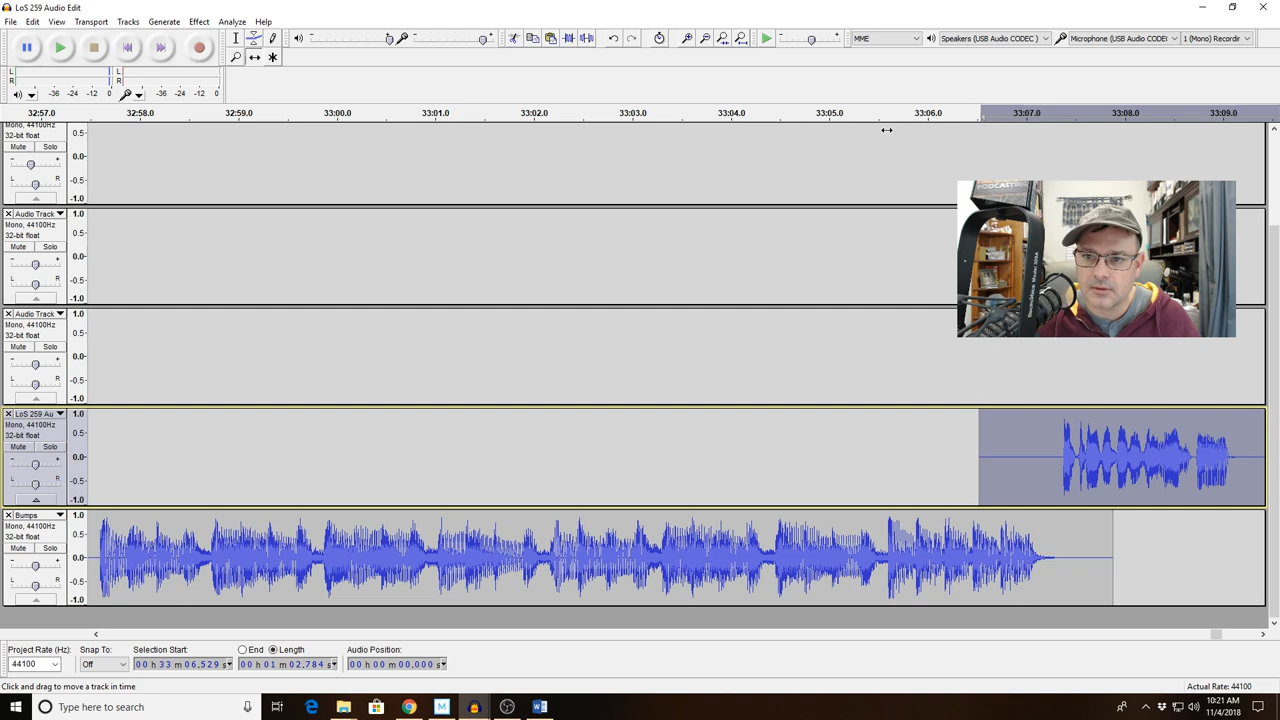 LoS 259 Audio Edit
File Edit View Transport Tracks Generate Effect Analyze Help
MME Speakers (USB Audio CODEC ) Microphone (USB Audio CODEC 1 (Mono) Recordir
L
R
-36 -24 -12 0
L
R
-36 -24 -12 0
32:57.0 32:58.0 32:59.0 33:00.0 33:01.0 33:02.0 33:03.0 33:04.0 33:05.0 33:06.0 33:07.0 33:08.0 33:09.0
Mono, 44100Hz
32-bit float
Mute Solo
- +
L R
0.5
0.0
-0.5
-1.0
Audio Track
Mono, 44100Hz
32-bit float
Mute Solo
- +
L R
1.0
0.5
0.0
-0.5
-1.0
Audio Track
Mono, 44100Hz
32-bit float
Mute Solo
- +
L R
1.0
0.5
0.0
-0.5
-1.0
LoS 259 Au
Mono, 44100Hz
32-bit float
Mute Solo
- +
L R
1.0
0.5
0.0
-0.5
-1.0
Bumps
Mono, 44100Hz
32-bit float
Mute Solo
- +
L R
1.0
0.5
0.0
-0.5
-1.0
Project Rate (Hz): Snap To: Selection Start: End Length Audio Position:
44100 Off 00 h 33 m 06.529 s 00 h 01 m 02.784 s 00 h 00 m 00.000 s
Click and drag to move a track in time Actual Rate: 44100
Type here to search
10:21 AM
11/4/2018